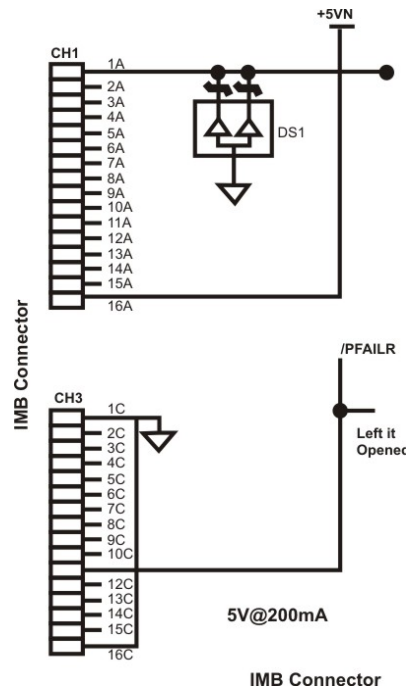 +5VN
CH1
1A
2A
3A
4A
5A
6A
7A
8A
9A
10A
11A
12A
13A
14A
15A
16A
DS1
IMB Connector
/PFAILR
CH3
1C
2C
3C
4C
5C
6C
7C
8C
9C
10C
12C
13C
14C
15C
16C
Left it
Opened
5V@200mA
IMB Connector